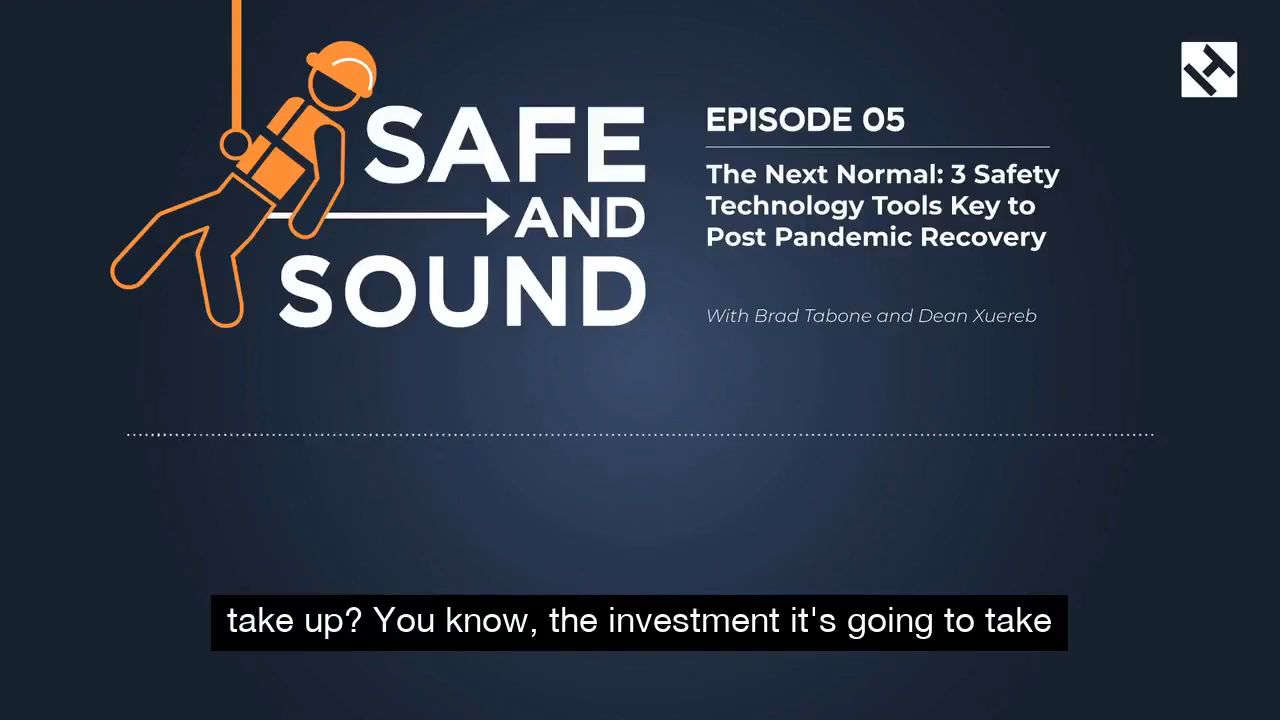 SAFE
AND
SOUND
EPISODE 05
The Next Normal: 3 Safety
Technology Tools Key to
Post Pandemic Recovery
With Brad Tabone and Dean Xuereb
take up? You know, the investment it's going to take